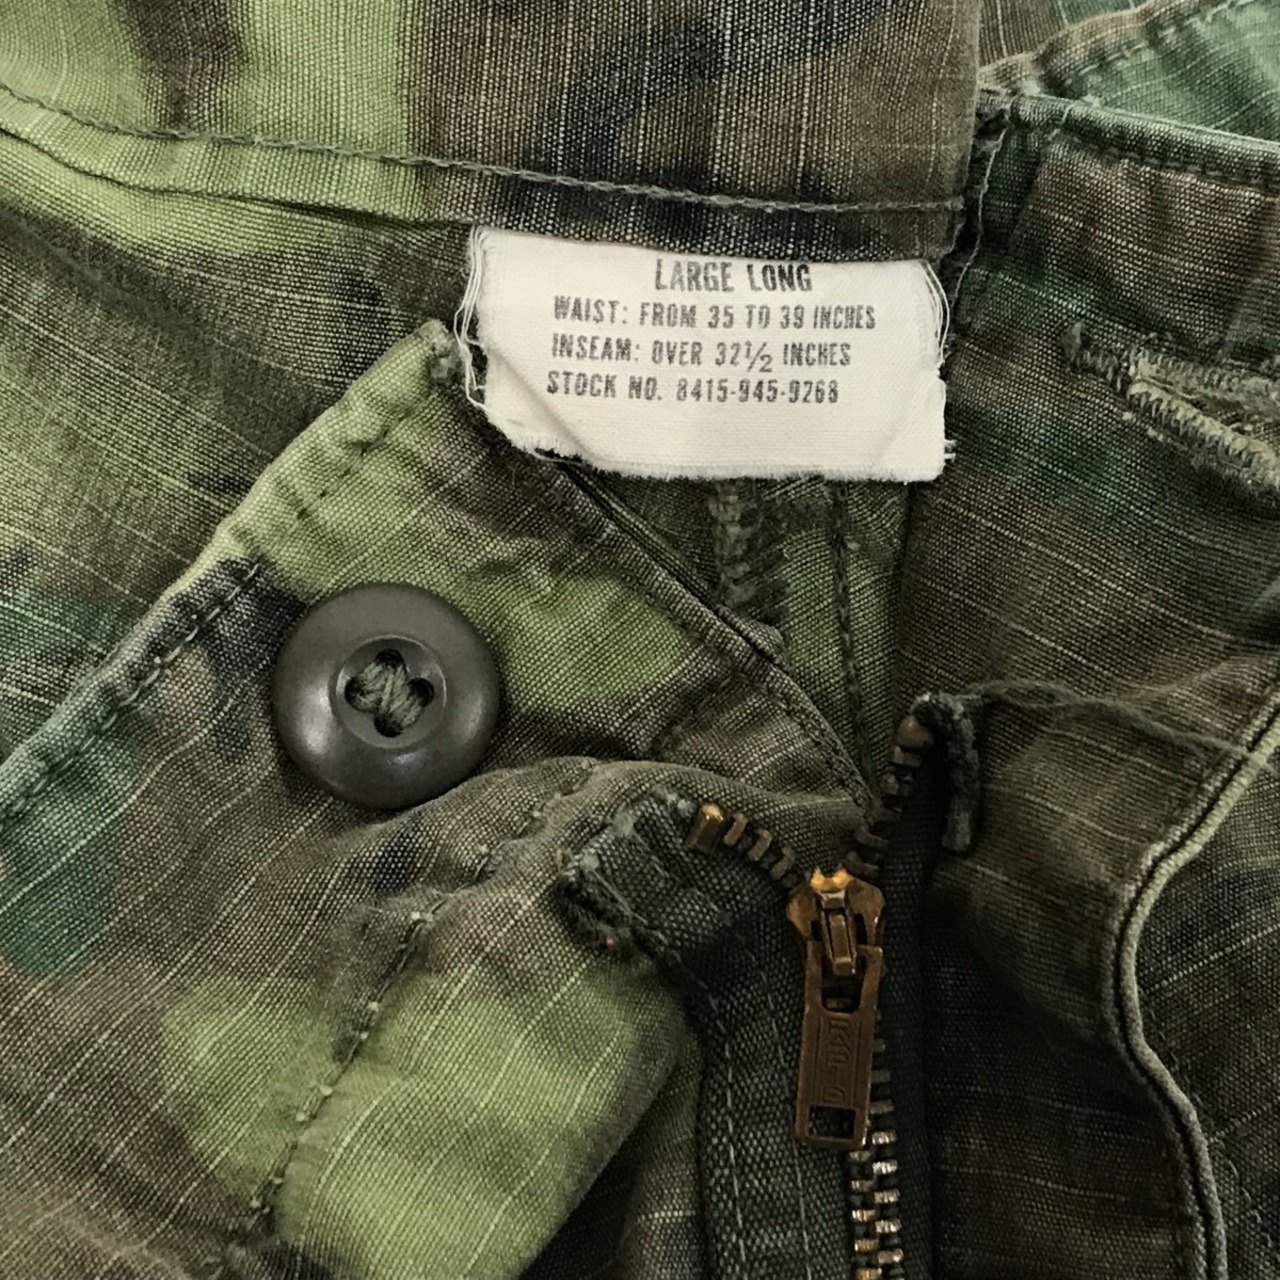 LARGE LONG
WAIST: FROM 35 TO 39 INCHES
INSEAM: OVER 32½ INCHES
STOCK NO. 8415-945-9268